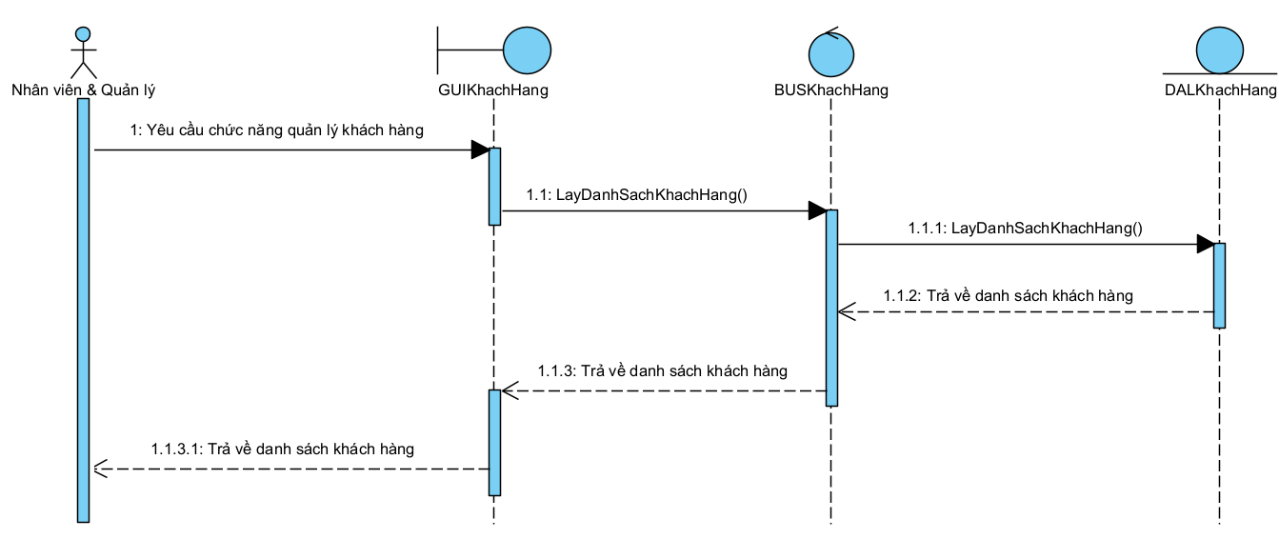 Nhân viên & Quản lý
GUIKhachHang
BUSKhachHang
DALKhachHang
1: Yêu cầu chức năng quản lý khách hàng
1.1: LayDanhSachKhachHang()
1.1.1: LayDanhSachKhachHang()
1.1.2: Trả về danh sách khách hàng
1.1.3: Trả về danh sách khách hàng
1.1.3.1: Trả về danh sách khách hàng